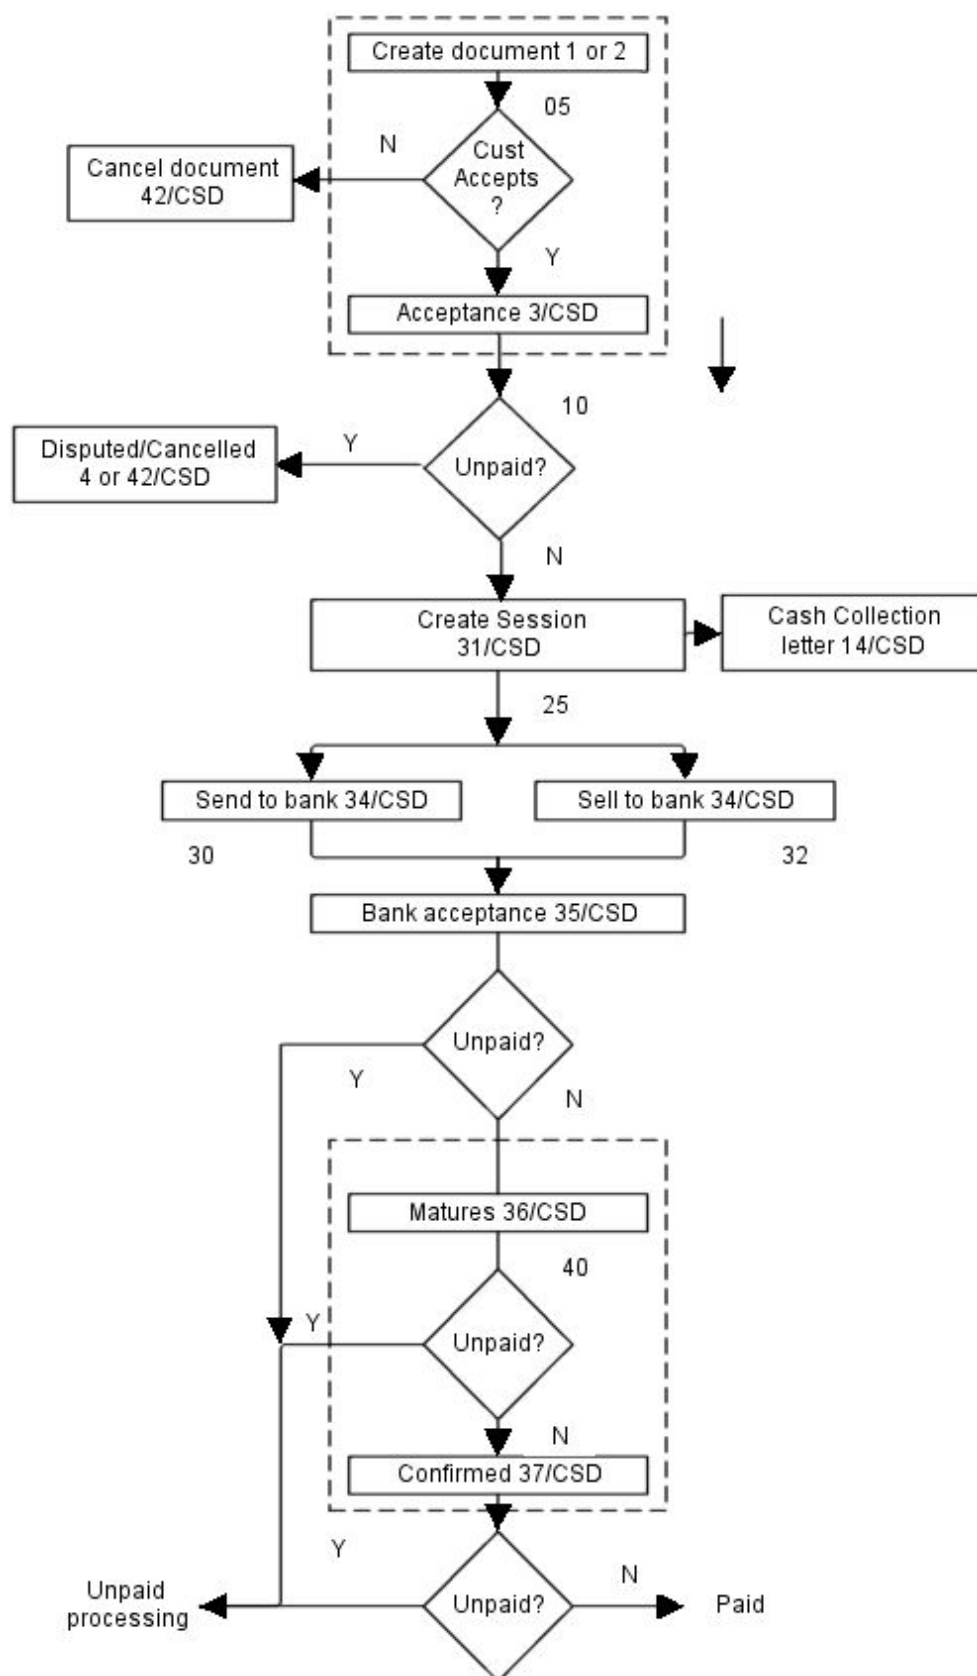 Create document 1 or 2
05
N
Cust
Accepts
?
Cancel document
42/CSD
Y
Acceptance 3/CSD
10
Y
Unpaid?
Disputed/Cancelled
4 or 42/CSD
N
Create Session
31/CSD
Cash Collection
letter 14/CSD
25
Send to bank 34/CSD
Sell to bank 34/CSD
30
32
Bank acceptance 35/CSD
Unpaid?
Y
N
Matures 36/CSD
40
Y
Unpaid?
N
Confirmed 37/CSD
Y
N
Unpaid
processing
Unpaid?
Paid